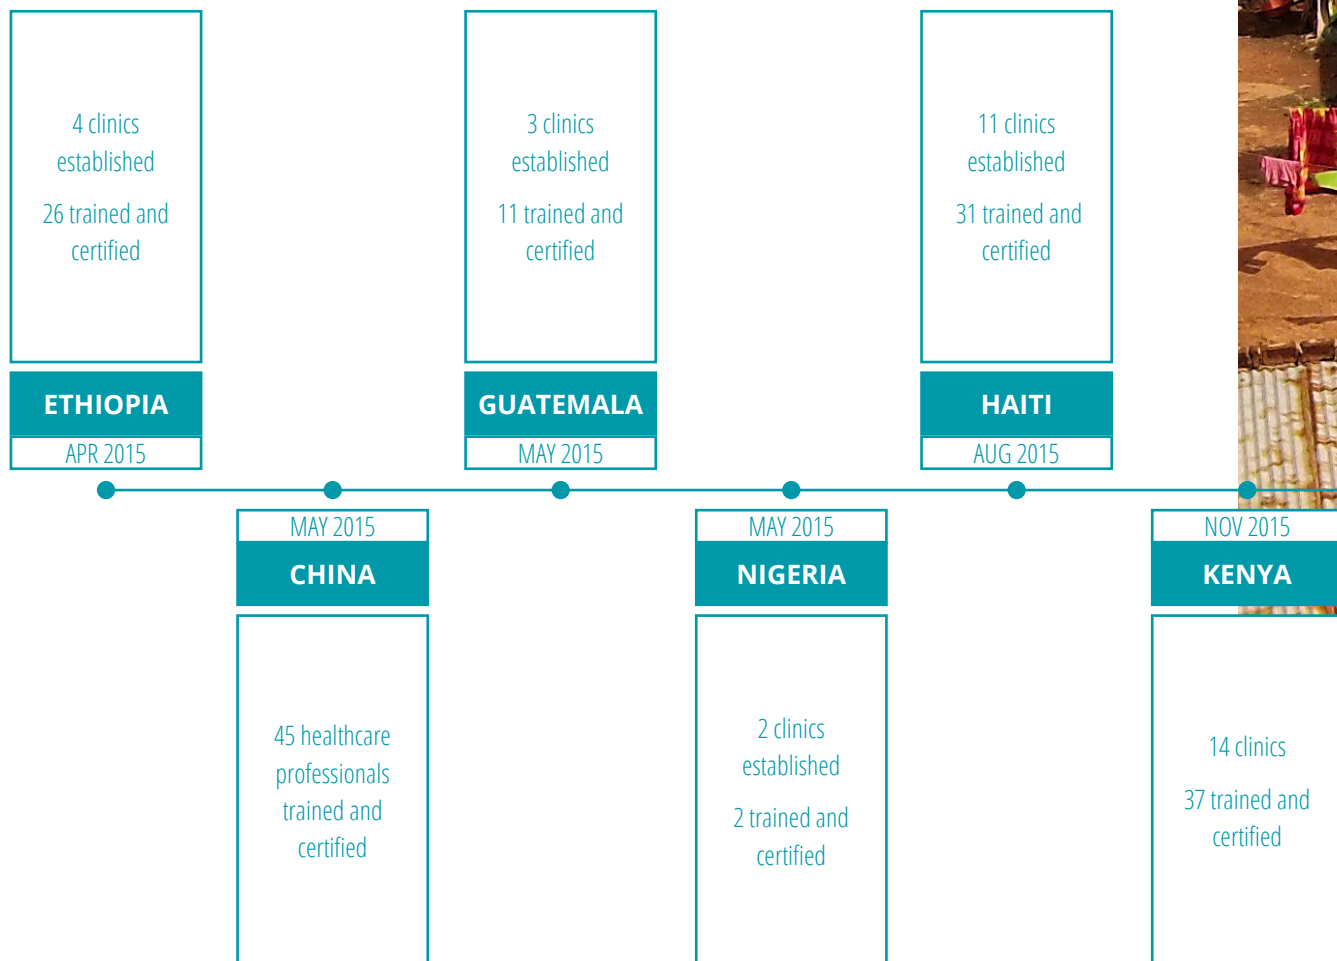 4 clinics
established
26 trained and
certified
ETHIOPIA
APR 2015
MAY 2015
CHINA
45 healthcare
professionals
trained and
certified
3 clinics
established
11 trained and
certified
GUATEMALA
MAY 2015
MAY 2015
NIGERIA
2 clinics
established
2 trained and
certified
11 clinics
established
31 trained and
certified
HAITI
AUG 2015
NOV 2015
KENYA
14 clinics
37 trained and
certified